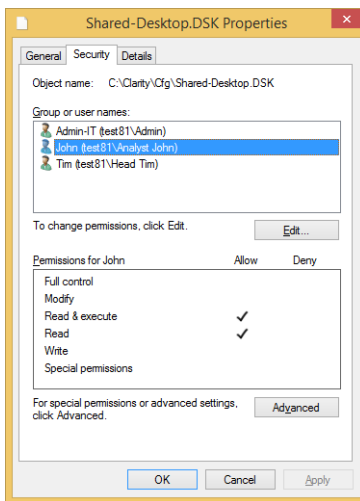 Shared-Desktop.DSK Properties
General Security Details
Object name: C:\Clarity\Cfg\Shared-Desktop.DSK
Group or user names:
Admin-IT (test81\Admin)
John (test81\Analyst John)
Tim (test81\Head Tim)
To change permissions, click Edit.
Edit...
Permissions for John Allow Deny
Full control
Modify
Read & execute
Read
Write
Special permissions
For special permissions or advanced settings,
click Advanced.
Advanced
OK Cancel Apply